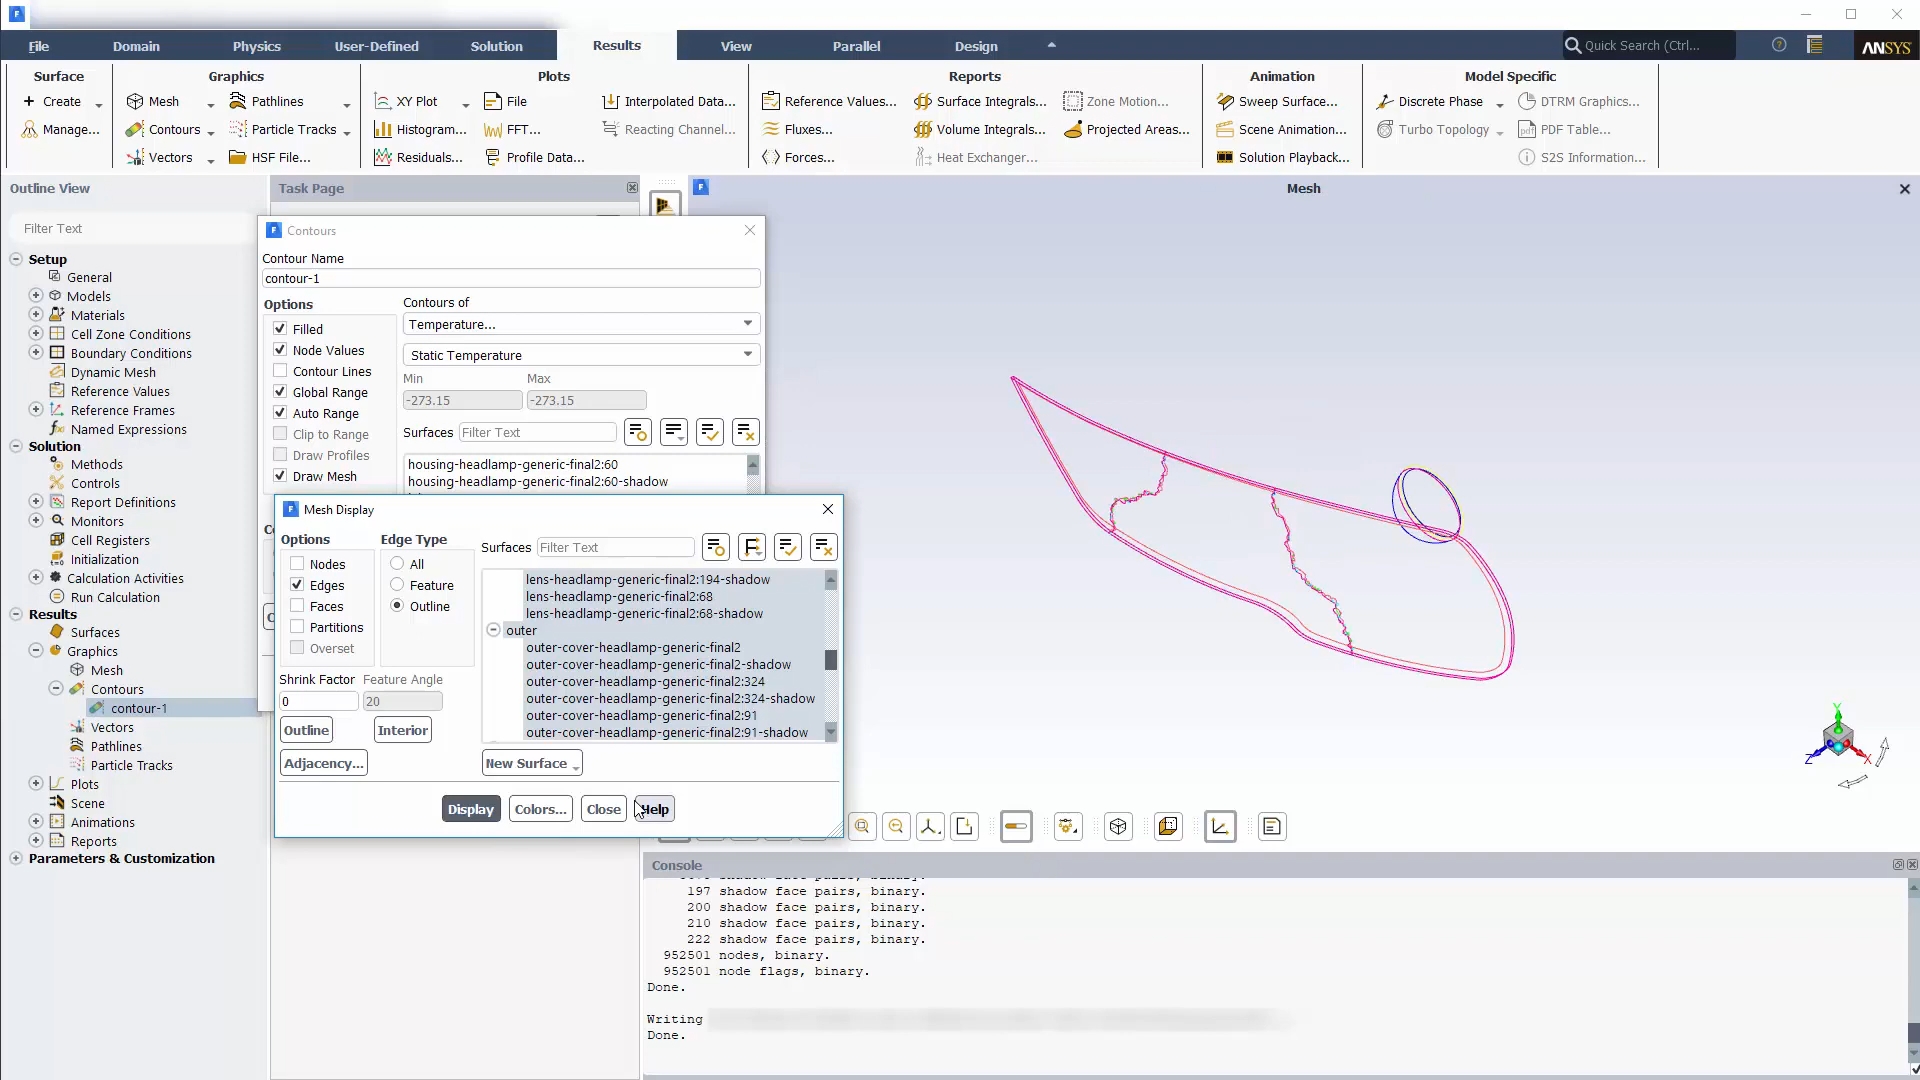 File
Domain
Physics
User-Defined
Solution
Results
View
Parallel
Design
Quick Search (Ctrl...
ANSYS
Surface
Graphics
Plots
Reports
Animation
Model Specific
Create
Manage...
Mesh
Contours
Vectors
Pathlines
Particle Tracks
HSF File...
XY Plot
Histogram...
Residuals...
File
FFT...
Profile Data...
Interpolated Data...
Reacting Channel...
Reference Values...
Fluxes...
Forces...
Surface Integrals...
Volume Integrals...
Heat Exchanger...
Zone Motion...
Projected Areas...
Sweep Surface...
Scene Animation...
Solution Playback...
Discrete Phase
Turbo Topology
DTRM Graphics...
PDF Table...
S2S Information...
Outline View
Filter Text
Setup
General
Models
Materials
Cell Zone Conditions
Boundary Conditions
Dynamic Mesh
Reference Values
Reference Frames
Named Expressions
Solution
Methods
Controls
Report Definitions
Monitors
Cell Registers
Initialization
Calculation Activities
Run Calculation
Results
Surfaces
Graphics
Mesh
Contours
contour-1
Vectors
Pathlines
Particle Tracks
Plots
Scene
Animations
Reports
Parameters & Customization
Task Page
Contours
Contour Name
contour-1
Options
Filled
Node Values
Contour Lines
Global Range
Auto Range
Clip to Range
Draw Profiles
Draw Mesh
Contours of
Temperature...
Static Temperature
Min
Max
-273.15
-273.15
Surfaces
Filter Text
housing-headlamp-generic-final2:60
housing-headlamp-generic-final2:60-shadow
Mesh Display
Options
Nodes
Edges
Faces
Partitions
Overset
Edge Type
All
Feature
Outline
Shrink Factor
Feature Angle
0
20
Outline
Interior
Adjacency...
Surfaces
Filter Text
lens-headlamp-generic-final2:194-shadow
lens-headlamp-generic-final2:68
lens-headlamp-generic-final2:68-shadow
outer
outer-cover-headlamp-generic-final2
outer-cover-headlamp-generic-final2-shadow
outer-cover-headlamp-generic-final2:324
outer-cover-headlamp-generic-final2:324-shadow
outer-cover-headlamp-generic-final2:91
outer-cover-headlamp-generic-final2:91-shadow
New Surface
Display
Colors...
Close
Help
Mesh
Y
Z
X
Console
197 shadow face pairs, binary.
200 shadow face pairs, binary.
210 shadow face pairs, binary.
222 shadow face pairs, binary.
952501 nodes, binary.
952501 node flags, binary.
Done.
Writing
Done.